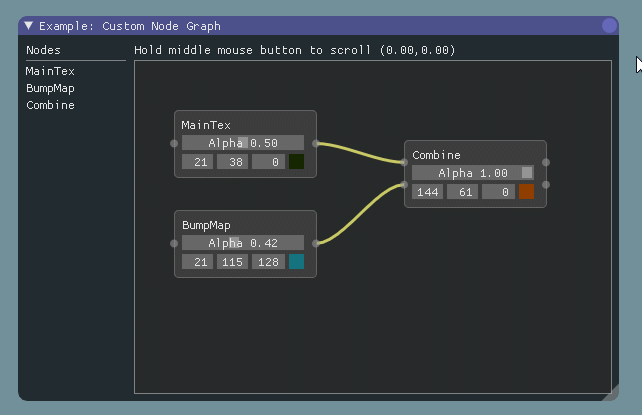 Example: Custom Node Graph
Nodes
MainTex
BumpMap
Combine
Hold middle mouse button to scroll (0.00,0.00)
MainTex
Alpha 0.50
21 38 0
BumpMap
Alpha 0.42
21 115 128
Combine
Alpha 1.00
144 61 0